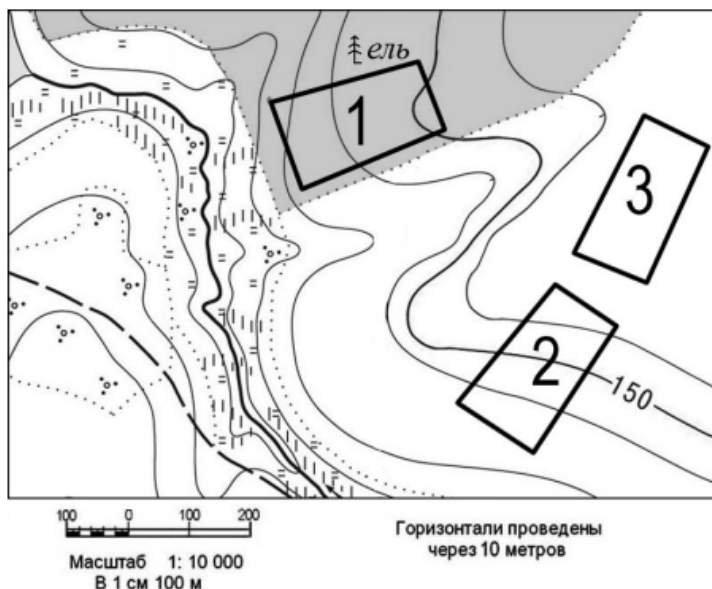 ель
1
3
2
150
100 0 100 200
Масштаб 1: 10 000
В 1 см 100 м
Горизонтали проведены
через 10 метров